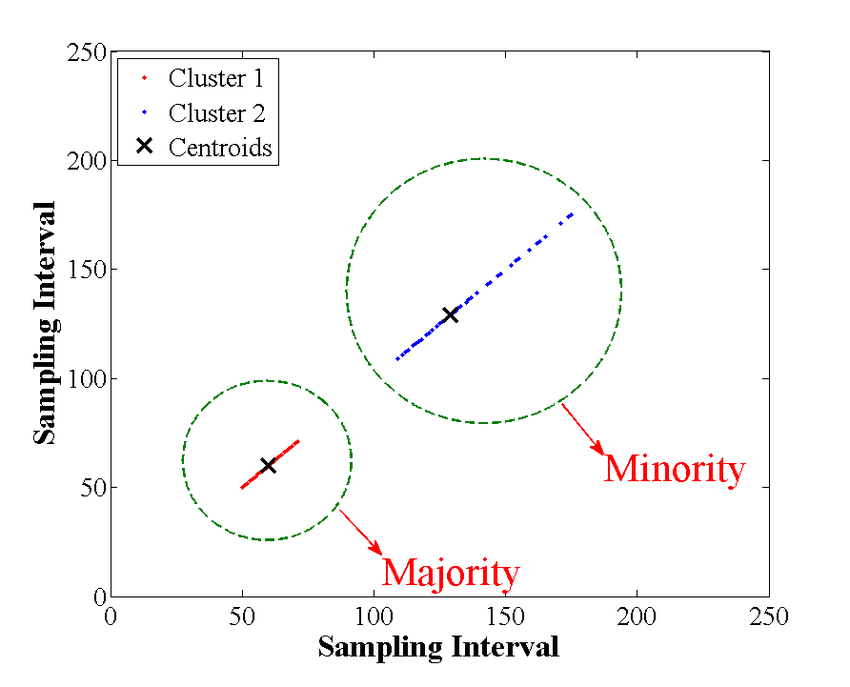 250
200
150
100
50
0
Sampling Interval
Cluster 1
Cluster 2
Centroids
Minority
Majority
0 50 100 150 200 250
Sampling Interval